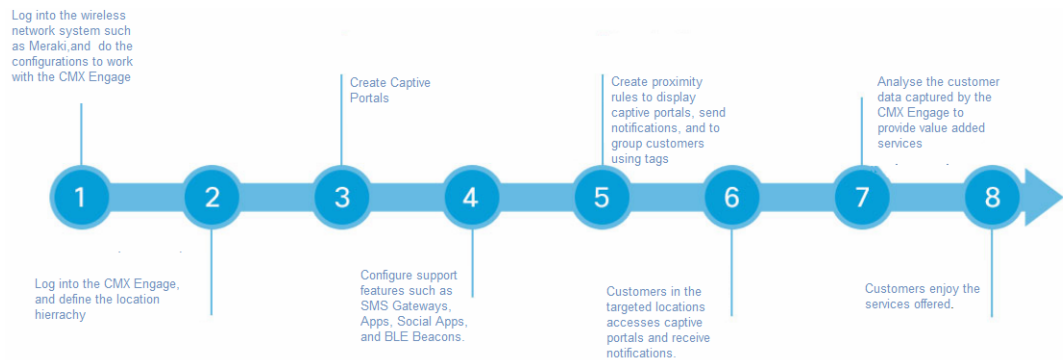 Log into the wireless
network system such
as Meraki,and do the
configurations to work
with the CMX Engage
Create Captive
Portals
Create proximity
rules to display
captive portals, send
notifications, and to
group customers
using tags
Analyse the customer
data captured by the
CMX Engage to
provide value added
services
1
2
3
4
5
6
7
8
Log into the CMX Engage,
and define the location
hierrachy
Configure support
features such as
SMS Gateways,
Apps, Social Apps,
and BLE Beacons.
Customers in the
targeted locations
accesses captive
portals and receive
notifications.
Customers enjoy the
services offered.